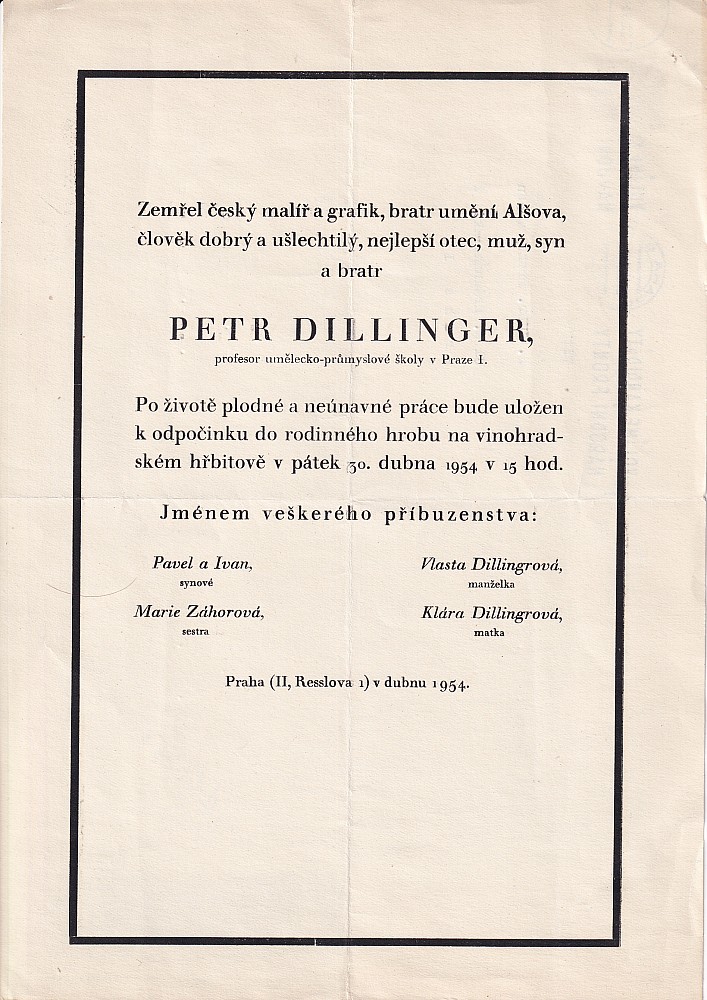 Zemřel český malíř a grafik, bratr umění Alšova,
člověk dobrý a ušlechtilý, nejlepší otec, muž, syn
a bratr
PETR DILLINGER,
profesor umělecko-průmyslové školy v Praze I.
Po životě plodné a neúnavné práce bude uložen
k odpočinku do rodinného hrobu na vinohrad-
ském hřbitově v pátek 30. dubna 1954 v 15 hod.
Jménem veškerého příbuzenstva:
Pavel a Ivan,
synové
Vlasta Dillingrová,
manželka
Marie Záhorová,
sestra
Klára Dillingrová,
matka
Praha (II, Resslova 1) v dubnu 1954.